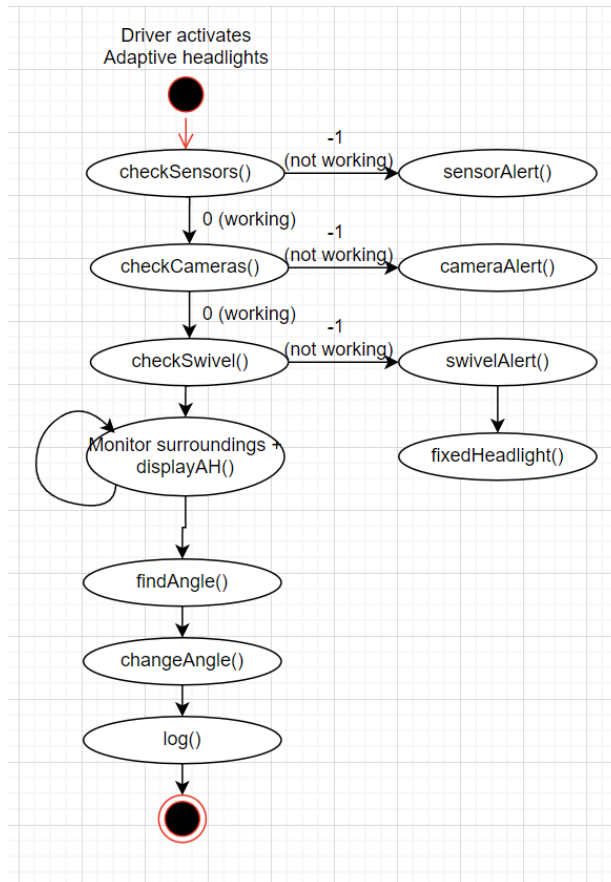 Driver activates
Adaptive headlights
-1
(not working)
checkSensors()
sensorAlert()
0 (working)
-1
(not working)
checkCameras()
cameraAlert()
0 (working)
-1
(not working)
checkSwivel()
swivelAlert()
Monitor surroundings +
displayAH()
fixedHeadlight()
findAngle()
changeAngle()
log()